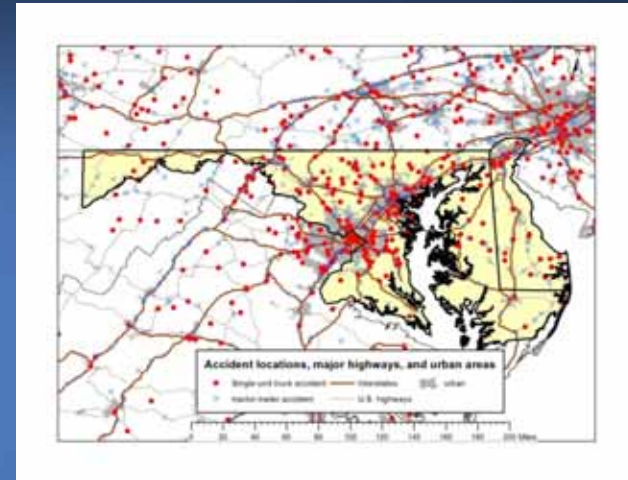 Accident locations, major highways, and urban areas
Single unit truck accident Interstates urban
tractor-trailer accident U.S. highways
0 20 40 60 80 100 120 140 160 180 200 Miles